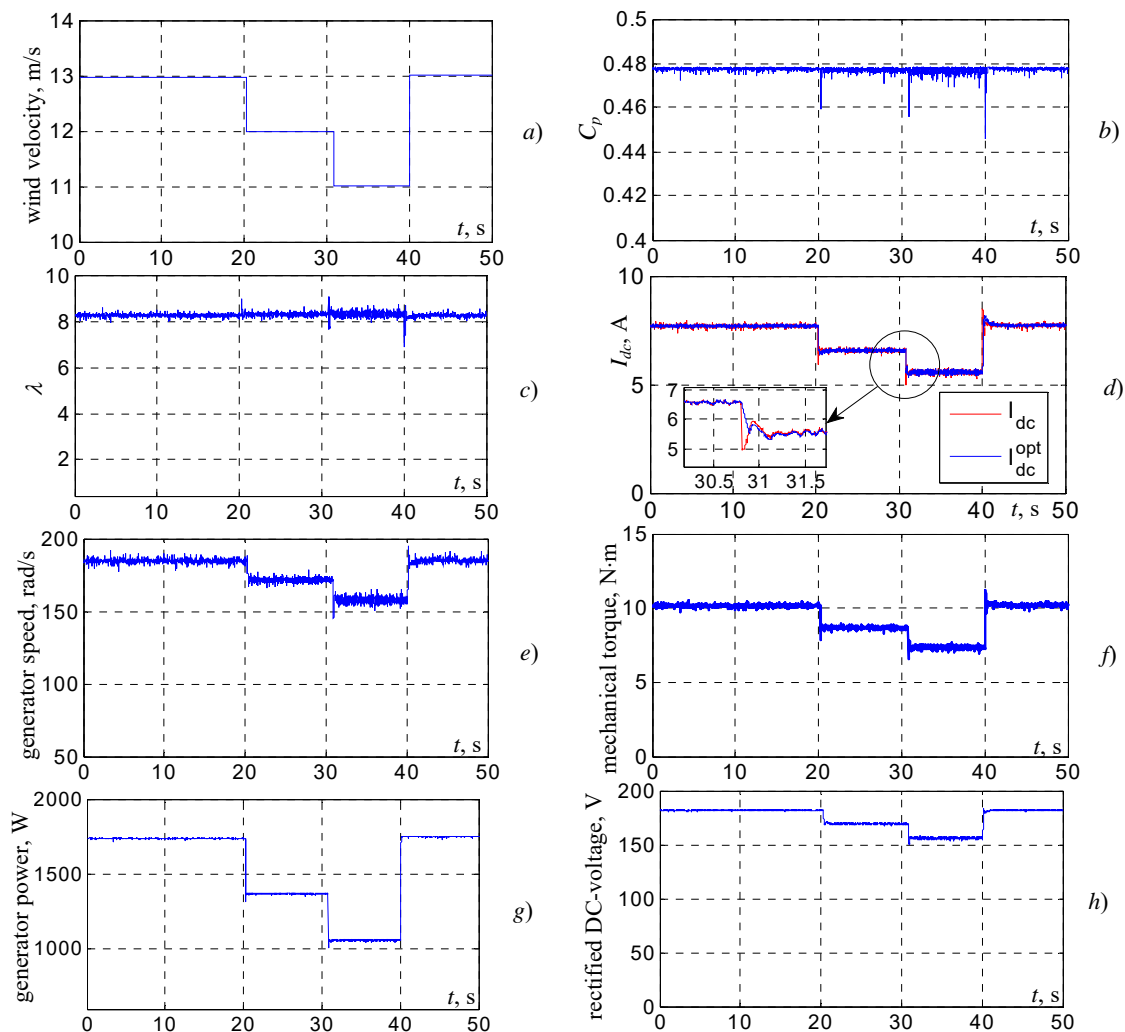 wind velocity, m/s
14
13
12
11
10
0 10 20 30 40 50
t, s
a)
C_p
0.5
0.48
0.46
0.44
0.42
0.4
0 10 20 30 40 50
t, s
b)
λ
10
8
6
4
2
0 10 20 30 40 50
t, s
c)
I_dc, A
10
5
0
7
6
5
30.5 31 31.5
I_dc
I_dc^opt
0 10 20 30 40 50
t, s
d)
generator speed, rad/s
200
150
100
50
0 10 20 30 40 50
t, s
e)
mechanical torque, N·m
15
10
5
0
0 10 20 30 40 50
t, s
f)
generator power, W
2000
1500
1000
0 10 20 30 40 50
t, s
g)
rectified DC-voltage, V
200
150
100
50
0
0 10 20 30 40 50
t, s
h)